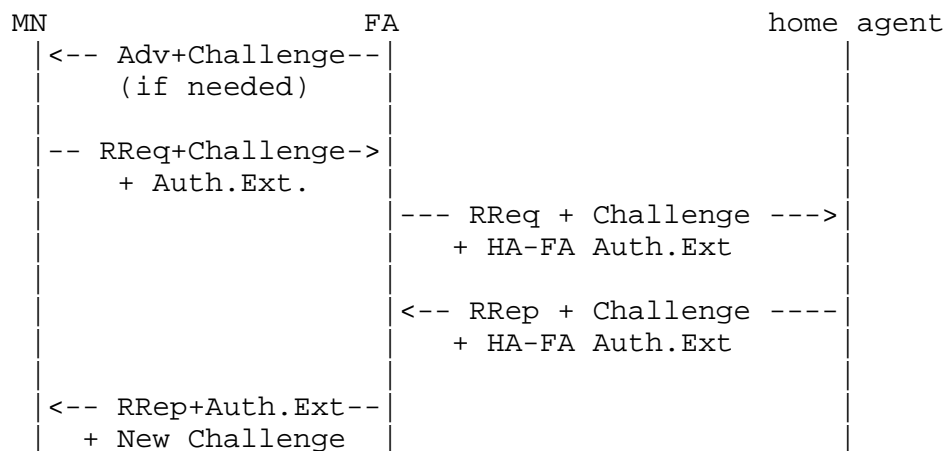 MN FA home agent
<-- Adv+Challenge--
(if needed)
-- RReq+Challenge->
+ Auth.Ext.
--- RReq + Challenge --->
+ HA-FA Auth.Ext
<-- RRep + Challenge ----
+ HA-FA Auth.Ext
<-- RRep+Auth.Ext--
+ New Challenge